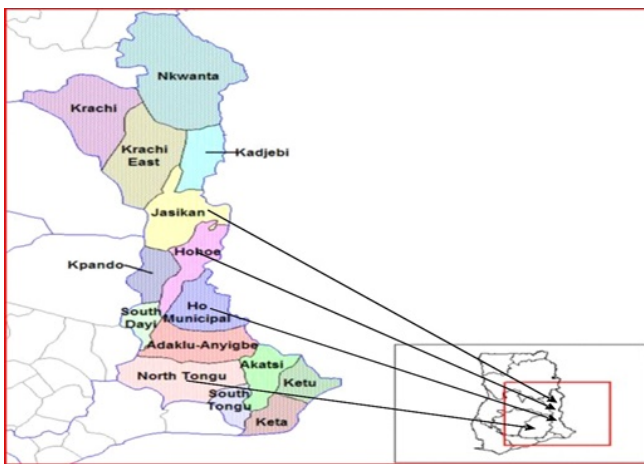 Nkwanta
Krachi
Krachi
East
Kadjebi
Jasikan
Hohoe
Kpando
South
Dayi
Ho
Municipal
Adaklu-Anyigbe
Akatsi
North Tongu
Ketu
South
Tongu
Keta